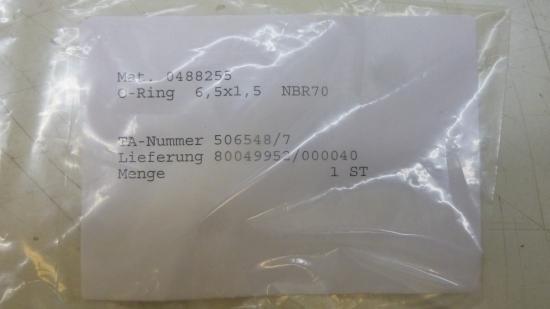 Mat. 0488255
O-Ring 6,5x1,5 NBR70
TA-Nummer 506548/7
Lieferung 80049952/000040
Menge 1 ST